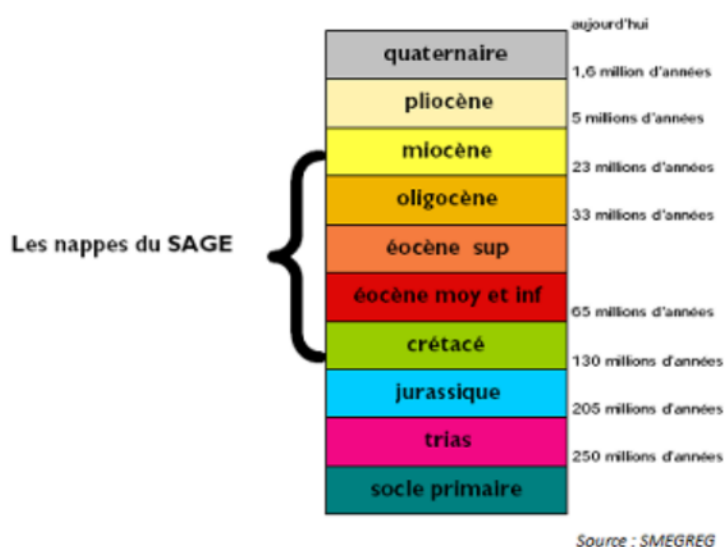 aujourd'hui
quaternaire
1,6 million d'années
pliocène
5 millions d'années
miocène
23 millions d'années
oligocène
33 millions d'années
Les nappes du SAGE
éocène sup
éocène moy et inf
65 millions d'années
crétacé
130 millions d'années
jurassique
205 millions d'années
trias
250 millions d'années
socle primaire
Source : SMEGREG